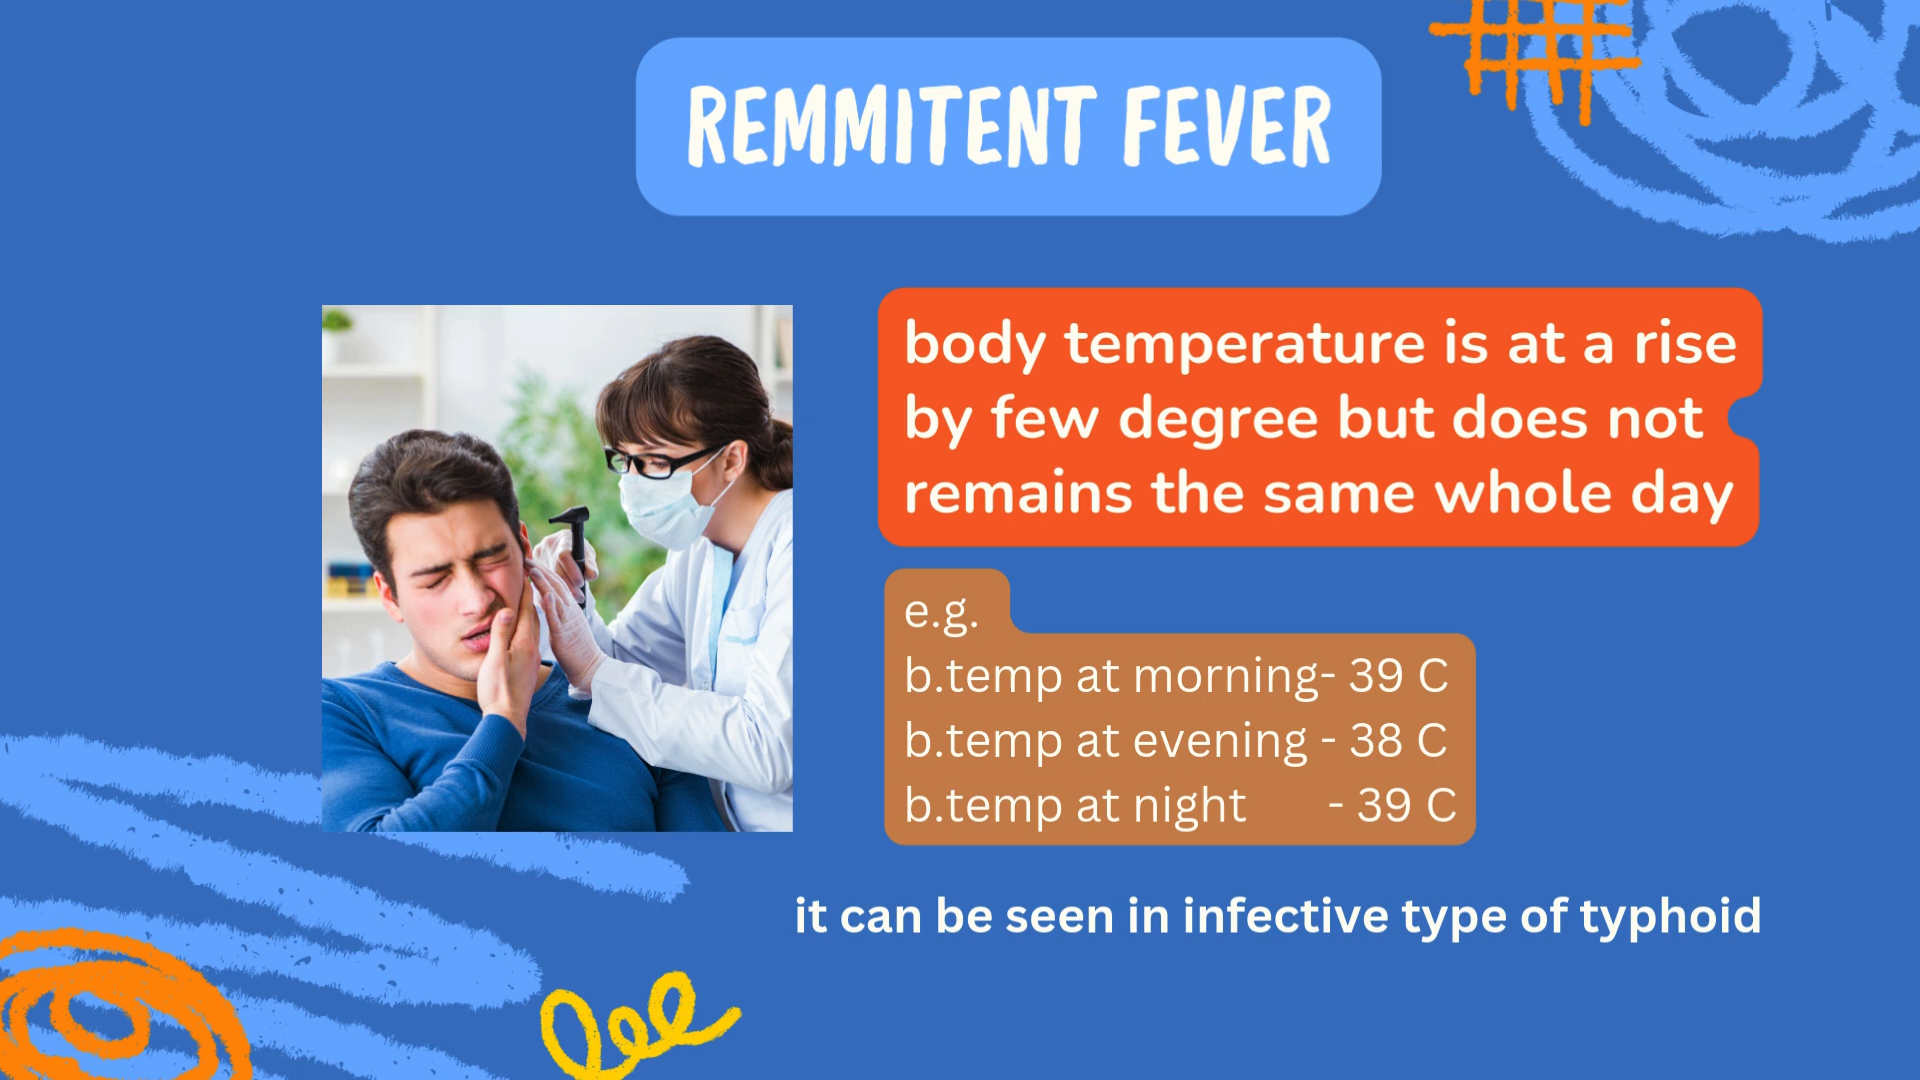 REMMITENT FEVER
body temperature is at a rise
by few degree but does not
remains the same whole day
e.g.
b.temp at morning- 39 C
b.temp at evening - 38 C
b.temp at night - 39 C
it can be seen in infective type of typhoid